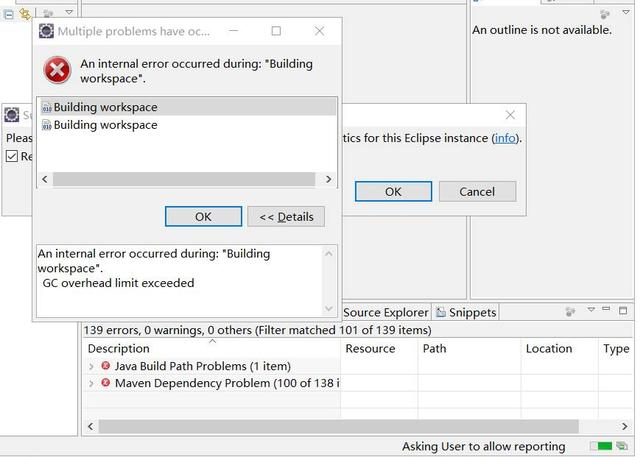 An outline is not available.
Multiple problems have oc...
An internal error occurred during: "Building
workspace".
Building workspace
Building workspace
Pleas
tics for this Eclipse instance (info).
Re
OK
Cancel
OK
<< Details
An internal error occurred during: "Building
workspace".
GC overhead limit exceeded
Source Explorer
Snippets
139 errors, 0 warnings, 0 others (Filter matched 101 of 139 items)
Description
Resource
Path
Location
Type
Java Build Path Problems (1 item)
Maven Dependency Problem (100 of 138 i
Asking User to allow reporting